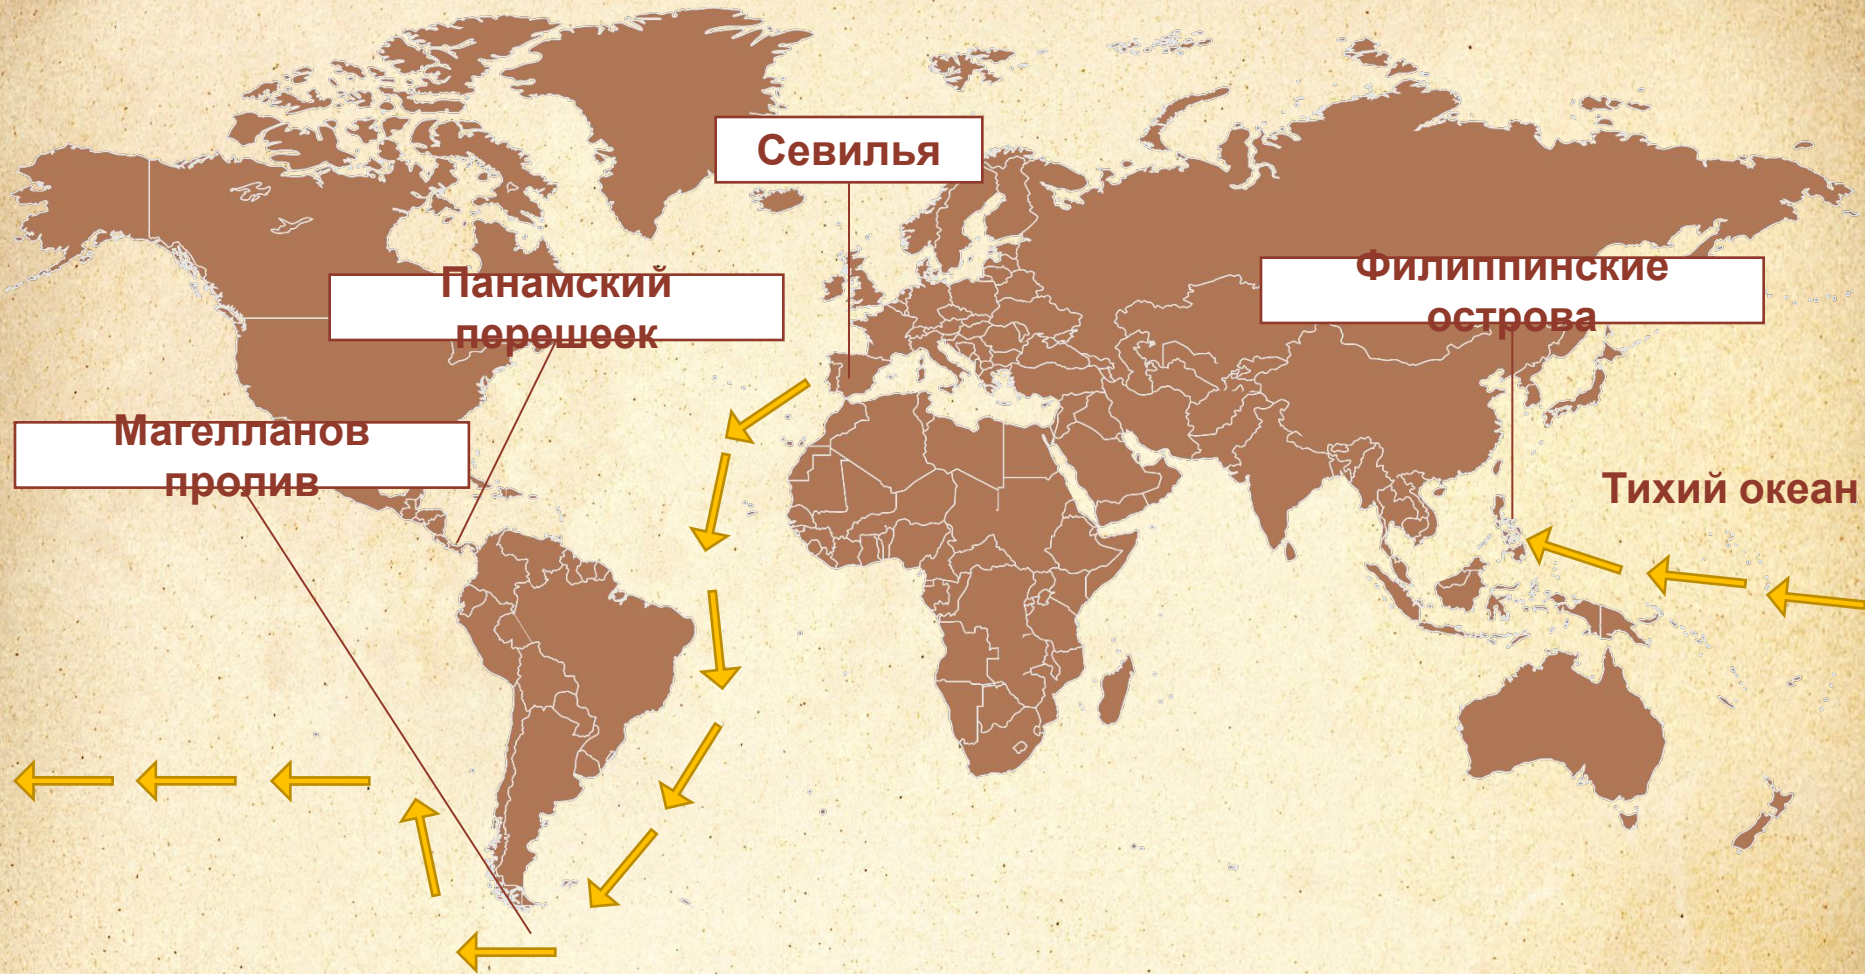 Севилья
Филиппинские
острова
Панамский
перешеек
Магелланов
пролив
Тихий океан